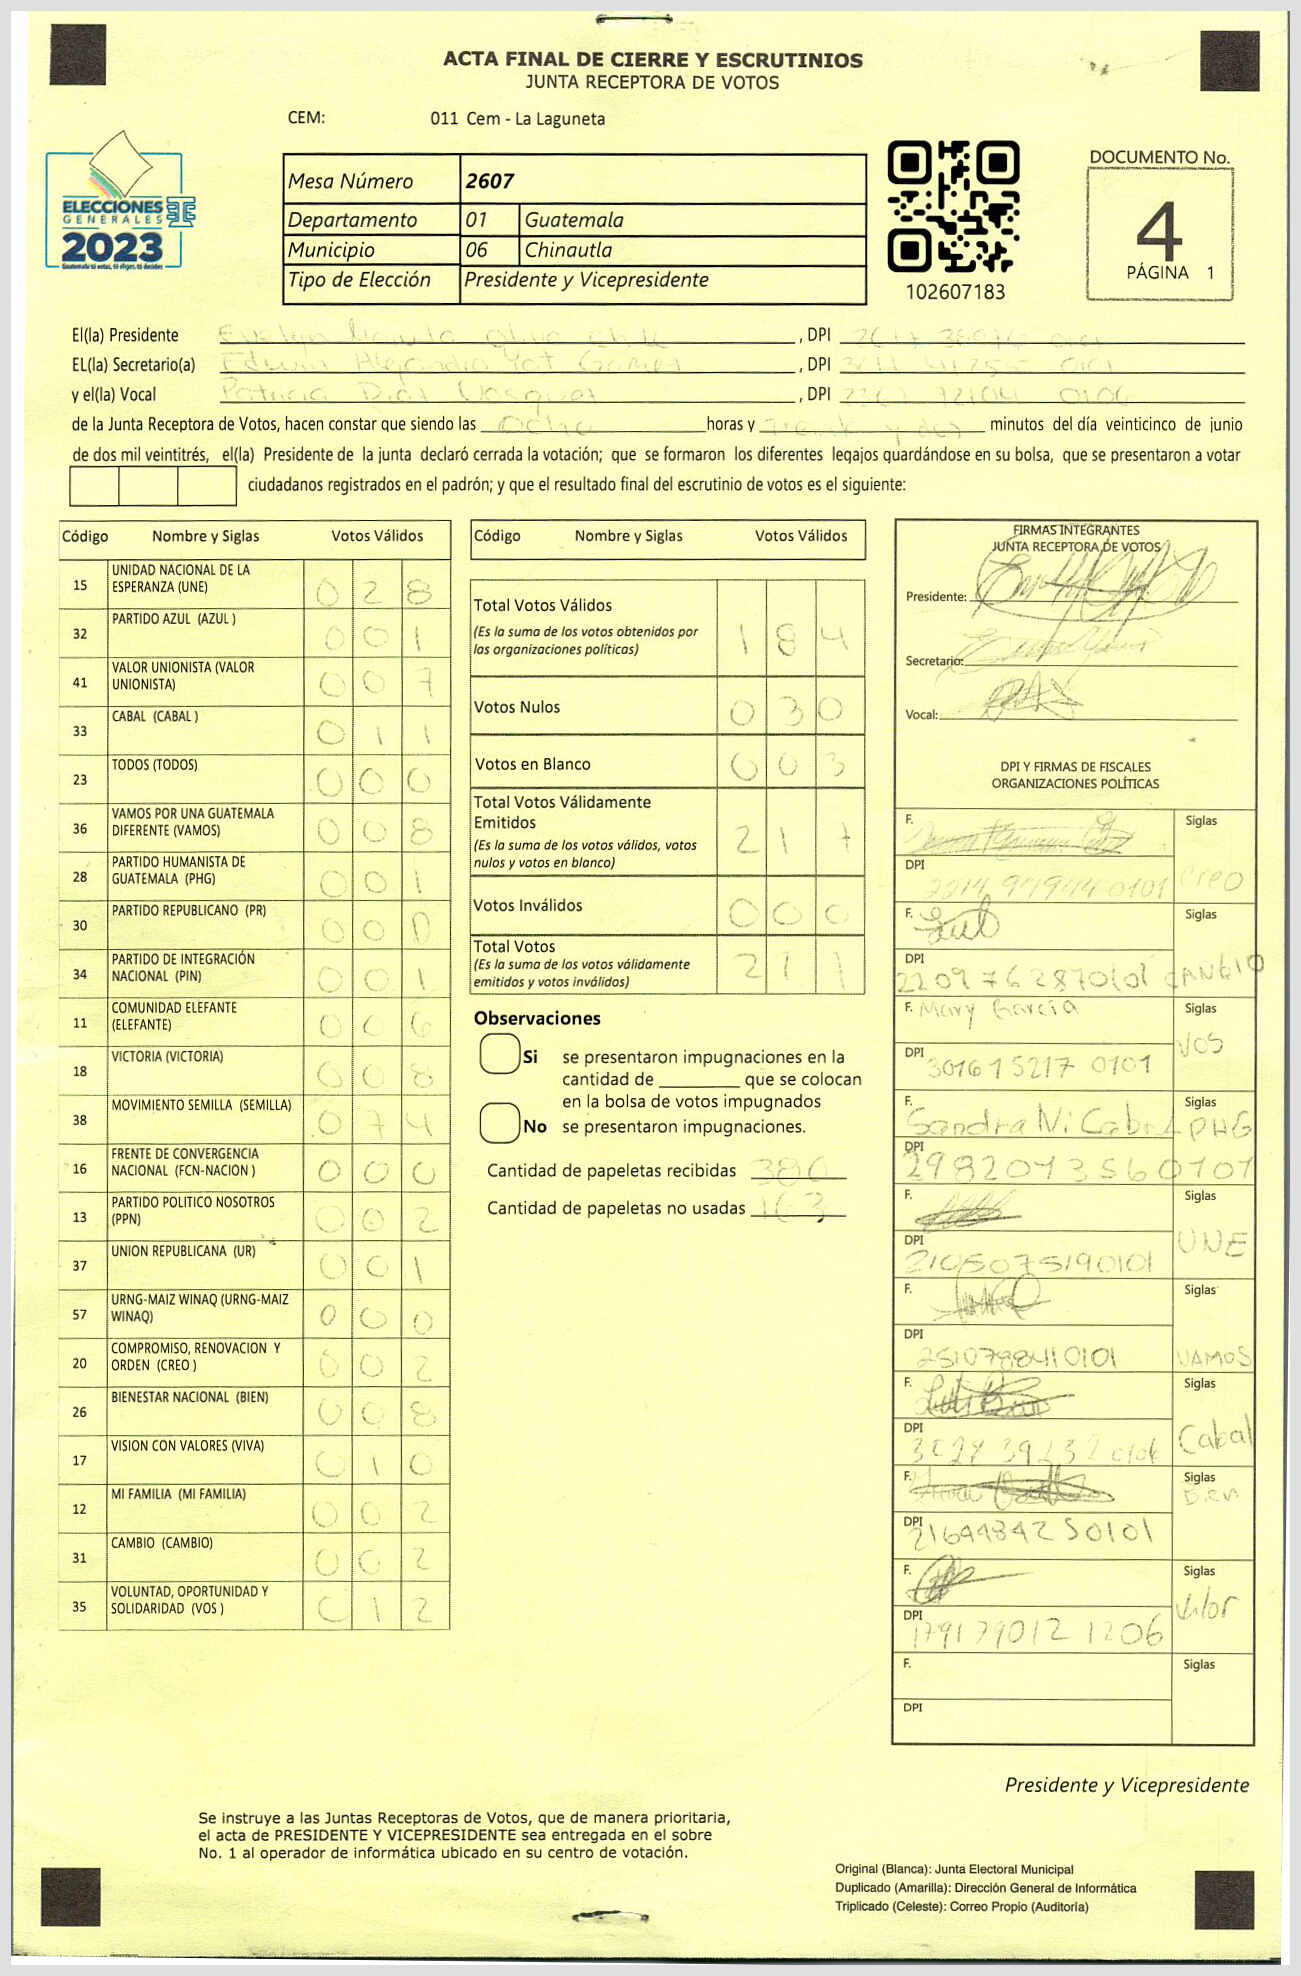 ACTA FINAL DE CIERRE Y ESCRUTINIOS
JUNTA RECEPTORA DE VOTOS
CEM: 011 Cem - La Laguneta
ELECCIONES
GENERALES
2023
Guatemala tú votas, tú eliges, tú decides
Mesa Número 2607
Departamento 01 Guatemala
Municipio 06 Chinautla
Tipo de Elección Presidente y Vicepresidente
102607183
DOCUMENTO No.
4
PÁGINA 1
El(la) Presidente Evelyn , DPI
EL(la) Secretario(a) Edwin Alejandro Yat Gomez , DPI
y el(la) Vocal Patricia Diaz Vasquez , DPI 2367 72104 0106
de la Junta Receptora de Votos, hacen constar que siendo las Ocho horas y treinta y dos minutos del día veinticinco de junio
de dos mil veintitrés, el(la) Presidente de la junta declaró cerrada la votación; que se formaron los diferentes legajos guardándose en su bolsa, que se presentaron a votar
ciudadanos registrados en el padrón; y que el resultado final del escrutinio de votos es el siguiente:
Código Nombre y Siglas Votos Válidos
15 UNIDAD NACIONAL DE LA ESPERANZA (UNE) 0 2 8
32 PARTIDO AZUL (AZUL ) 0 0 1
41 VALOR UNIONISTA (VALOR UNIONISTA) 0 0 7
33 CABAL (CABAL ) 0 1 1
23 TODOS (TODOS) 0 0 0
36 VAMOS POR UNA GUATEMALA DIFERENTE (VAMOS) 0 0 8
28 PARTIDO HUMANISTA DE GUATEMALA (PHG) 0 0 1
30 PARTIDO REPUBLICANO (PR) 0 0 0
34 PARTIDO DE INTEGRACIÓN NACIONAL (PIN) 0 0 1
11 COMUNIDAD ELEFANTE (ELEFANTE) 0 0 6
18 VICTORIA (VICTORIA) 0 0 8
38 MOVIMIENTO SEMILLA (SEMILLA) 0 7 4
16 FRENTE DE CONVERGENCIA NACIONAL (FCN-NACION ) 0 0 0
13 PARTIDO POLITICO NOSOTROS (PPN) 0 0 2
37 UNION REPUBLICANA (UR) 0 0 1
57 URNG-MAIZ WINAQ (URNG-MAIZ WINAQ) 0 0 0
20 COMPROMISO, RENOVACION Y ORDEN (CREO ) 0 0 2
26 BIENESTAR NACIONAL (BIEN) 0 0 8
17 VISION CON VALORES (VIVA) 0 1 0
12 MI FAMILIA (MI FAMILIA) 0 0 2
31 CAMBIO (CAMBIO) 0 0 2
35 VOLUNTAD, OPORTUNIDAD Y SOLIDARIDAD (VOS ) 0 1 2
Código Nombre y Siglas Votos Válidos
Total Votos Válidos 1 8 4
(Es la suma de los votos obtenidos por
las organizaciones políticas)
Votos Nulos 0 3 0
Votos en Blanco 0 0 3
Total Votos Válidamente
Emitidos 2 1 7
(Es la suma de los votos válidos, votos
nulos y votos en blanco)
Votos Inválidos 0 0 0
Total Votos 2 1 7
(Es la suma de los votos válidamente
emitidos y votos inválidos)
Observaciones
Si se presentaron impugnaciones en la
cantidad de ________ que se colocan
en la bolsa de votos impugnados
No se presentaron impugnaciones.
Cantidad de papeletas recibidas 380
Cantidad de papeletas no usadas 163
FIRMAS INTEGRANTES
JUNTA RECEPTORA DE VOTOS
Presidente:
Secretario:
Vocal:
DPI Y FIRMAS DE FISCALES
ORGANIZACIONES POLÍTICAS
F. Siglas
DPI creo
F. Siglas
DPI 2209 76287 0101 CAMBIO
F. Mary Garcia Siglas
DPI 30161 5217 0101 VOS
F. Sandra Siglas PHG
DPI 2982047356 0101
F. Siglas
DPI 2105075190101 UNE
F. Siglas
DPI 2510798410101 VAMOS
F. Siglas
DPI Cabal
F. Siglas Bien
DPI 2164484250101
F. Siglas
DPI 179179012 1206 Valor
F. Siglas
DPI
Presidente y Vicepresidente
Se instruye a las Juntas Receptoras de Votos, que de manera prioritaria,
el acta de PRESIDENTE Y VICEPRESIDENTE sea entregada en el sobre
No. 1 al operador de informática ubicado en su centro de votación.
Original (Blanca): Junta Electoral Municipal
Duplicado (Amarilla): Dirección General de Informática
Triplicado (Celeste): Correo Propio (Auditoría)